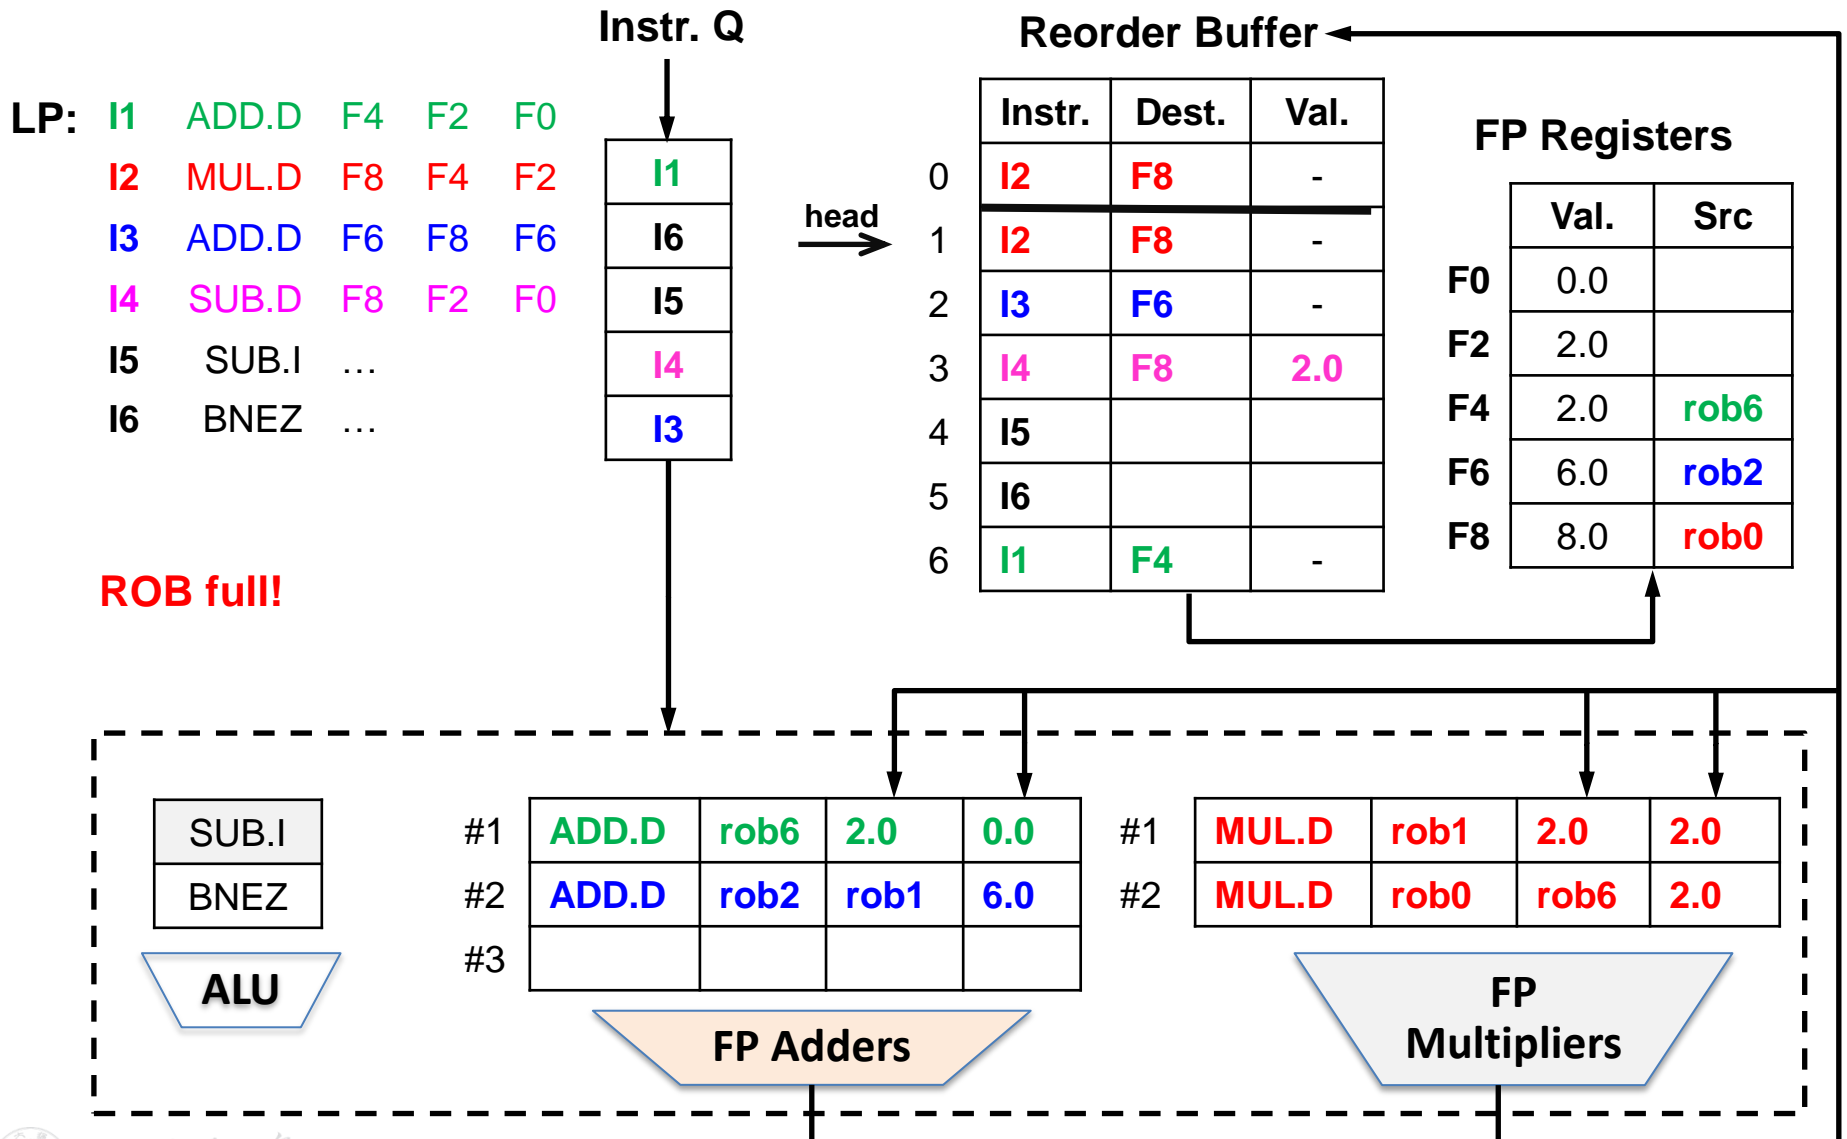 Instr. Q
Reorder Buffer
LP: I1 ADD.D F4 F2 F0
I2 MUL.D F8 F4 F2
I3 ADD.D F6 F8 F6
I4 SUB.D F8 F2 F0
I5 SUB.I …
I6 BNEZ …
ROB full!
I1
I6
I5
I4
I3
head
Instr. Dest. Val.
0 I2 F8 -
1 I2 F8 -
2 I3 F6 -
3 I4 F8 2.0
4 I5
5 I6
6 I1 F4 -
FP Registers
Val. Src
F0 0.0
F2 2.0
F4 2.0 rob6
F6 6.0 rob2
F8 8.0 rob0
SUB.I
BNEZ
ALU
#1 ADD.D rob6 2.0 0.0
#2 ADD.D rob2 rob1 6.0
#3
FP Adders
#1 MUL.D rob1 2.0 2.0
#2 MUL.D rob0 rob6 2.0
FP
Multipliers